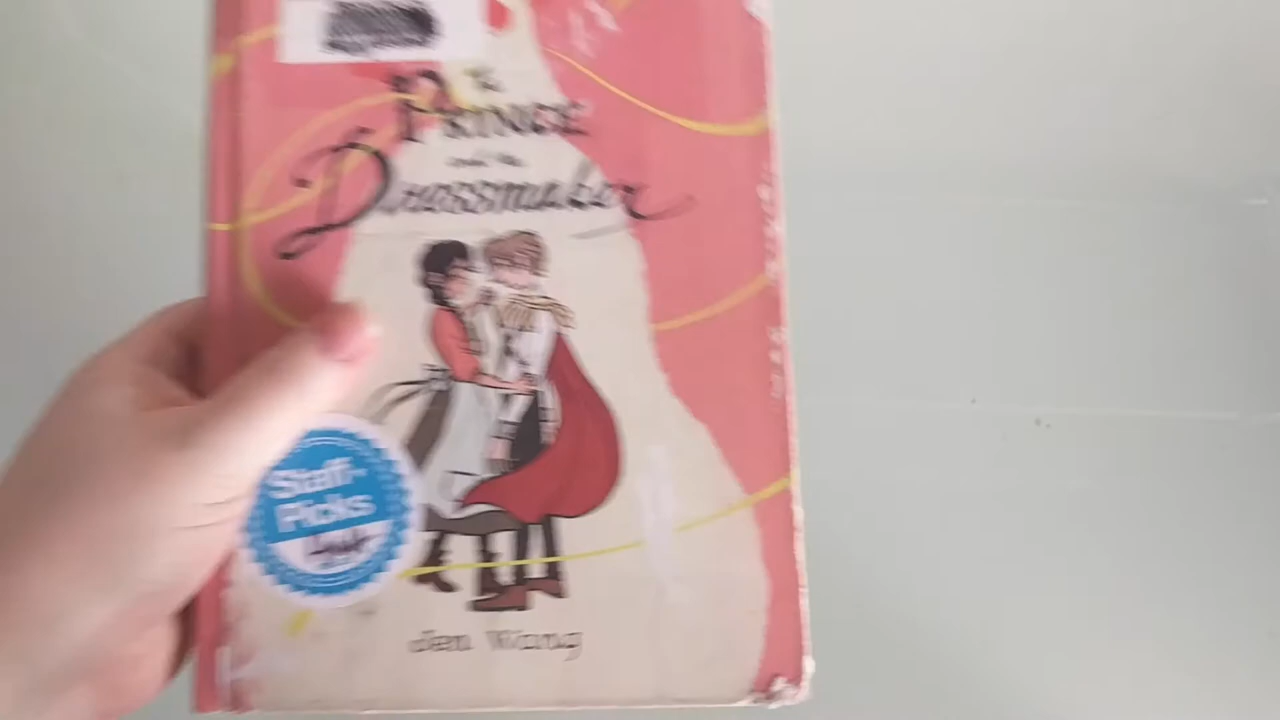 The
PRINCE
and the
Dressmaker
Staff-
Picks
Jen Wang